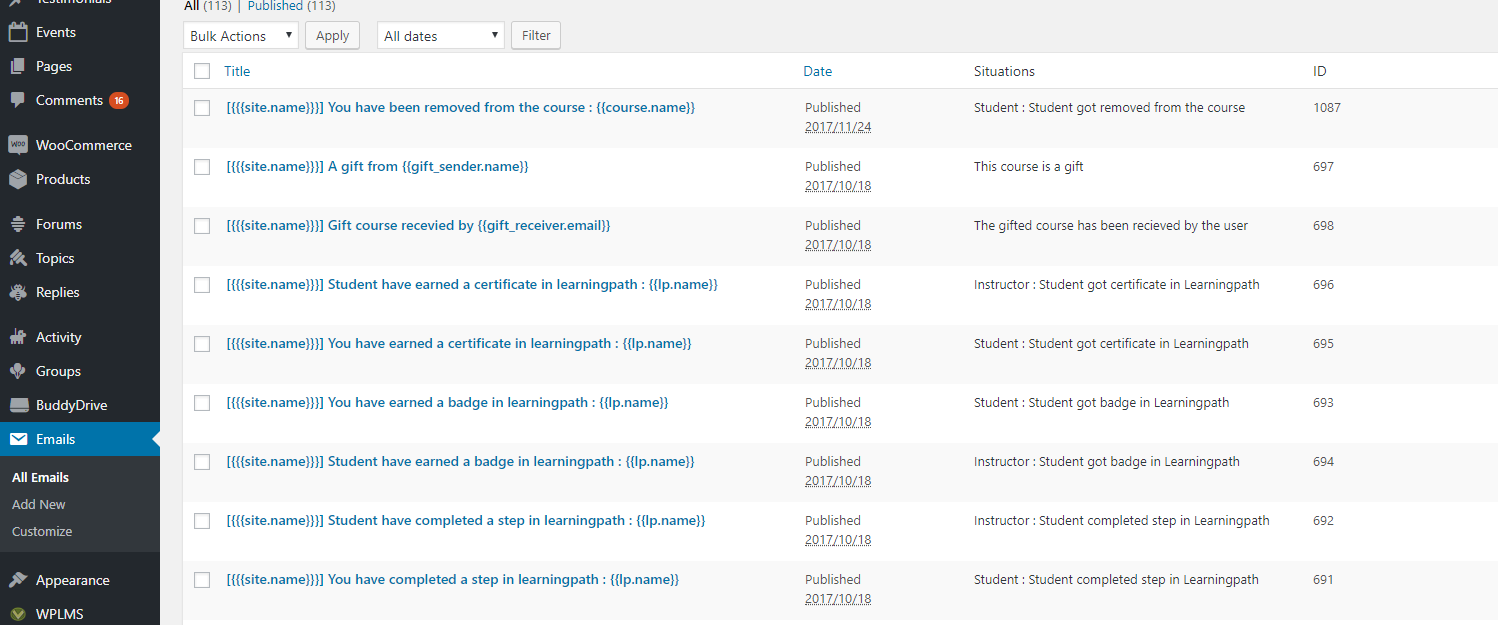 Testimonials
Events
Pages
Comments 16
WooCommerce
Products
Forums
Topics
Replies
Activity
Groups
BuddyDrive
Emails
All Emails
Add New
Customize
Appearance
WPLMS
All (113) | Published (113)
Bulk Actions Apply All dates Filter
Title Date Situations ID
[{{{site.name}}}] You have been removed from the course : {{course.name}} Published Student : Student got removed from the course 1087
2017/11/24
[{{{site.name}}}] A gift from {{gift_sender.name}} Published This course is a gift 697
2017/10/18
[{{{site.name}}}] Gift course recevied by {{gift_receiver.email}} Published The gifted course has been recieved by the user 698
2017/10/18
[{{{site.name}}}] Student have earned a certificate in learningpath : {{lp.name}} Published Instructor : Student got certificate in Learningpath 696
2017/10/18
[{{{site.name}}}] You have earned a certificate in learningpath : {{lp.name}} Published Student : Student got certificate in Learningpath 695
2017/10/18
[{{{site.name}}}] You have earned a badge in learningpath : {{lp.name}} Published Student : Student got badge in Learningpath 693
2017/10/18
[{{{site.name}}}] Student have earned a badge in learningpath : {{lp.name}} Published Instructor : Student got badge in Learningpath 694
2017/10/18
[{{{site.name}}}] Student have completed a step in learningpath : {{lp.name}} Published Instructor : Student completed step in Learningpath 692
2017/10/18
[{{{site.name}}}] You have completed a step in learningpath : {{lp.name}} Published Student : Student completed step in Learningpath 691
2017/10/18